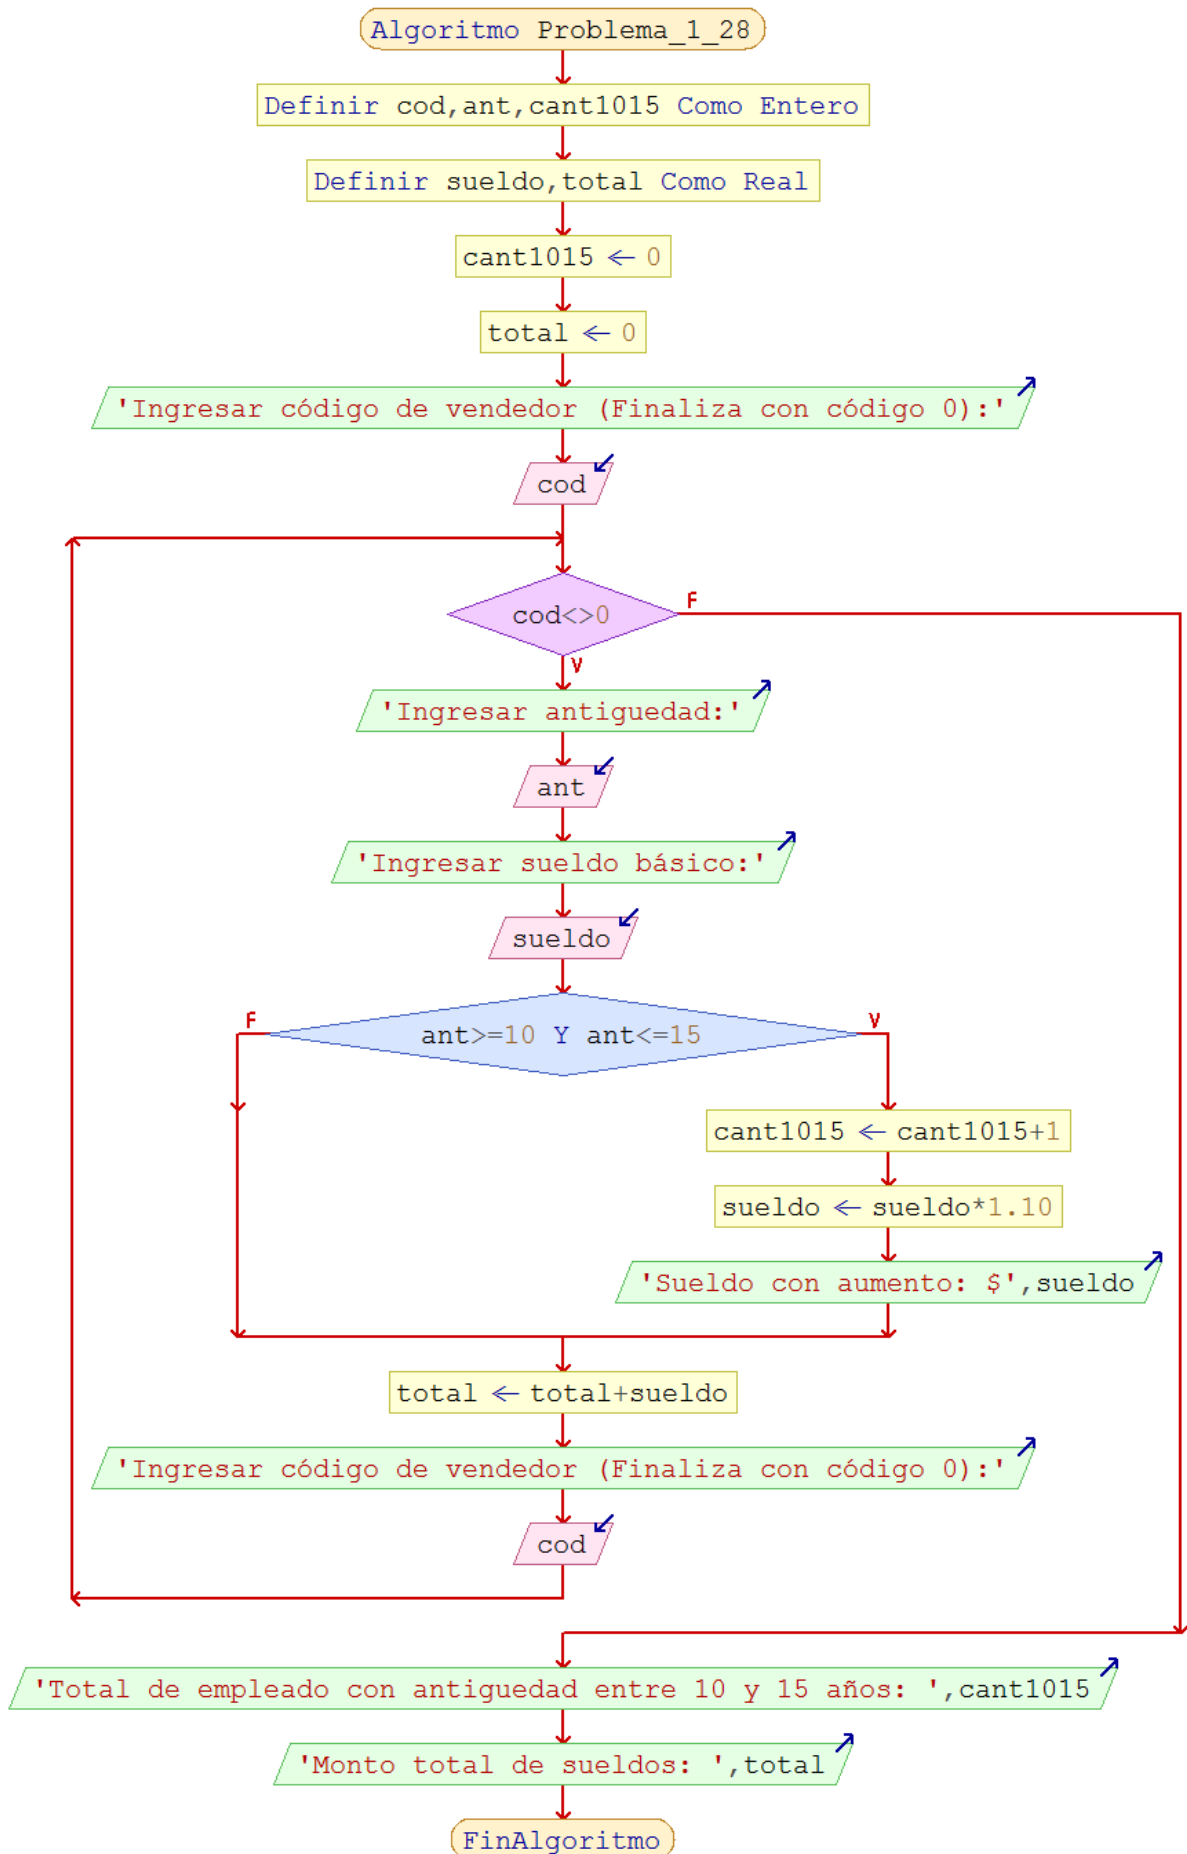 Algoritmo Problema_1_28
Definir cod,ant,cant1015 Como Entero
Definir sueldo,total Como Real
cant1015 ← 0
total ← 0
'Ingresar código de vendedor (Finaliza con código 0):'
cod
cod<>0
F
V
'Ingresar antiguedad:'
ant
'Ingresar sueldo básico:'
sueldo
F
ant>=10 Y ant<=15
V
cant1015 ← cant1015+1
sueldo ← sueldo*1.10
'Sueldo con aumento: $',sueldo
total ← total+sueldo
'Ingresar código de vendedor (Finaliza con código 0):'
cod
'Total de empleado con antiguedad entre 10 y 15 años: ',cant1015
'Monto total de sueldos: ',total
FinAlgoritmo